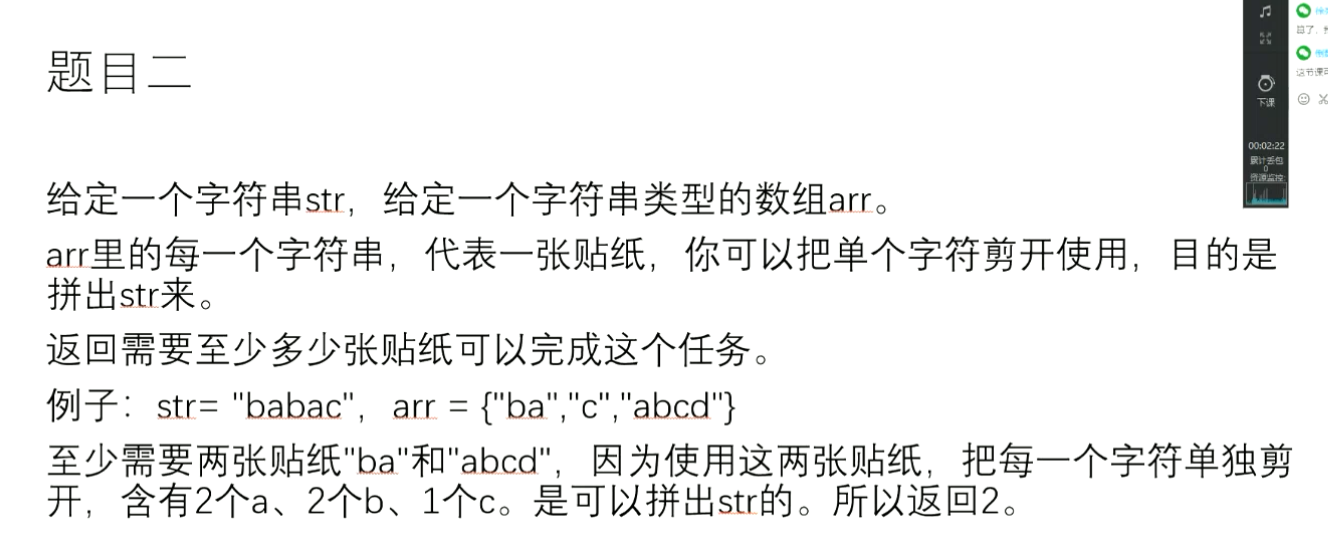 题目二
给定一个字符串str，给定一个字符串类型的数组arr。
arr里的每一个字符串，代表一张贴纸，你可以把单个字符剪开使用，目的是
拼出str来。
返回需要至少多少张贴纸可以完成这个任务。
例子：str= "babac"，arr = {"ba","c","abcd"}
至少需要两张贴纸"ba"和"abcd"，因为使用这两张贴纸，把每一个字符单独剪
开，含有2个a、2个b、1个c。是可以拼出str的。所以返回2。
下课
00:02:22
累计丢包
0
资源监控
这节课